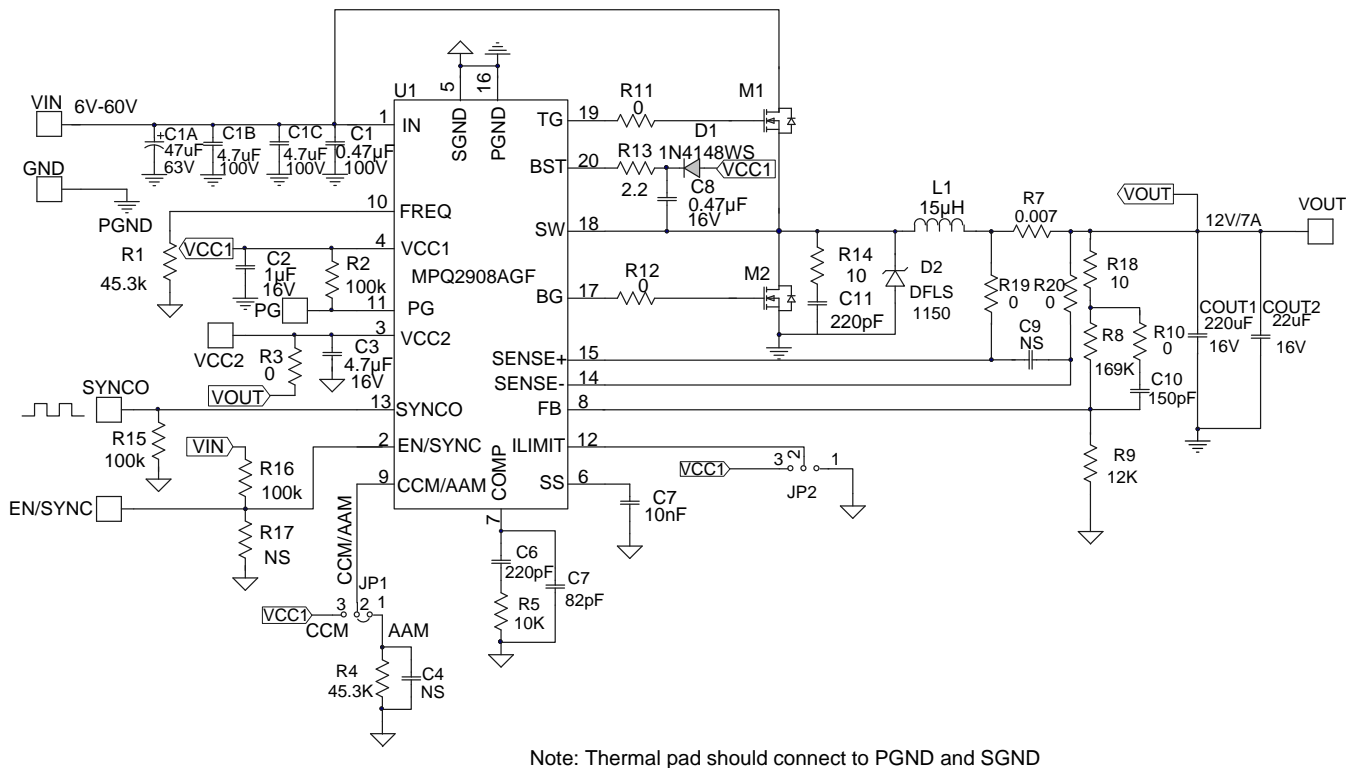 VIN
6V-60V
GND
PGND
+C1A
47uF
63V
C1B
4.7uF
100V
C1C
4.7uF
100V
C1
0.47µF
100V
U1
MPQ2908AGF
1
IN
5
SGND
16
PGND
10
FREQ
R1
45.3k
4
VCC1
VCC1
C2
1µF
16V
R2
100k
11
PG
PG
3
VCC2
VCC2
R3
0
VOUT
C3
4.7µF
16V
SYNCO
13
SYNCO
R15
100k
VIN
R16
100k
2
EN/SYNC
EN/SYNC
R17
NS
9
CCM/AAM
CCM/AAM
JP1
VCC1
3
2
1
CCM
AAM
R4
45.3K
C4
NS
COMP
7
C6
220pF
R5
10K
C7
82pF
TG
19
R11
0
M1
BST
20
R13
2.2
D1
1N4148WS
VCC1
C8
0.47µF
16V
SW
18
BG
17
R12
0
M2
R14
10
C11
220pF
D2
DFLS
1150
L1
15µH
R7
0.007
R19
0
R20
0
C9
NS
SENSE+
15
SENSE-
14
FB
8
R18
10
R8
169K
R10
0
C10
150pF
R9
12K
VOUT
12V/7A
VOUT
COUT1
220uF
16V
COUT2
22uF
16V
ILIMIT
12
VCC1
3
2
1
JP2
SS
6
C7
10nF
Note: Thermal pad should connect to PGND and SGND